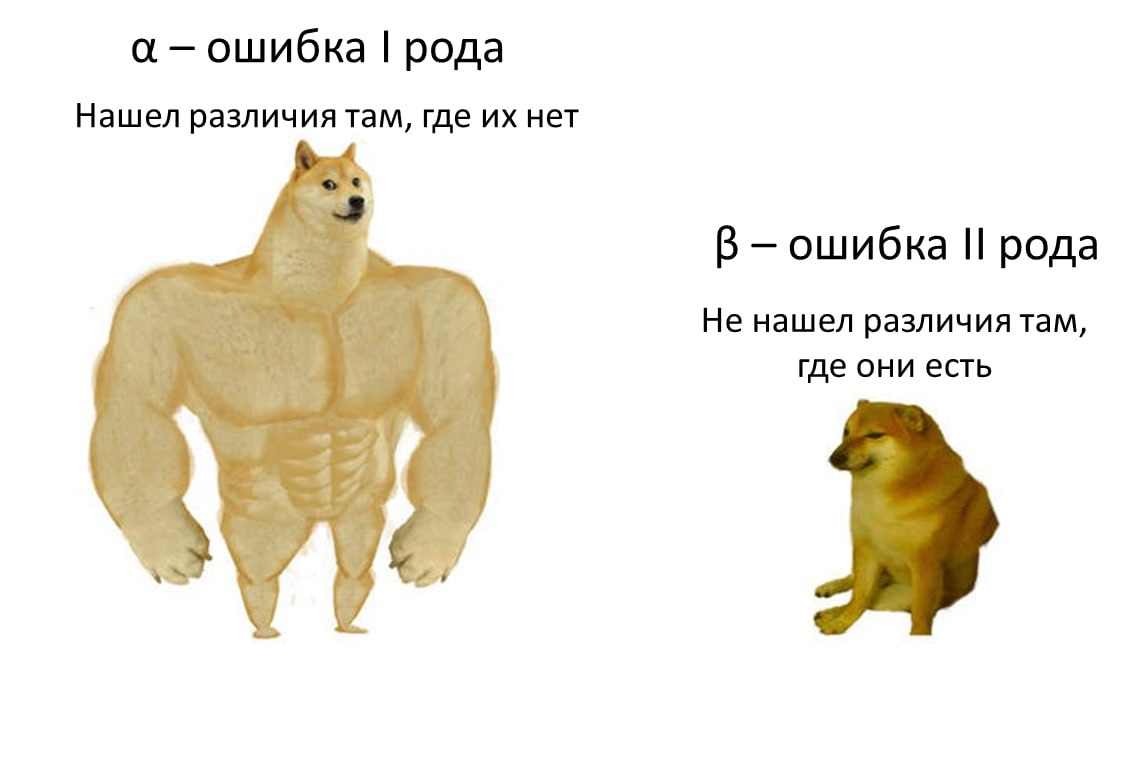 α – ошибка I рода
Нашел различия там, где их нет
β – ошибка II рода
Не нашел различия там,
где они есть